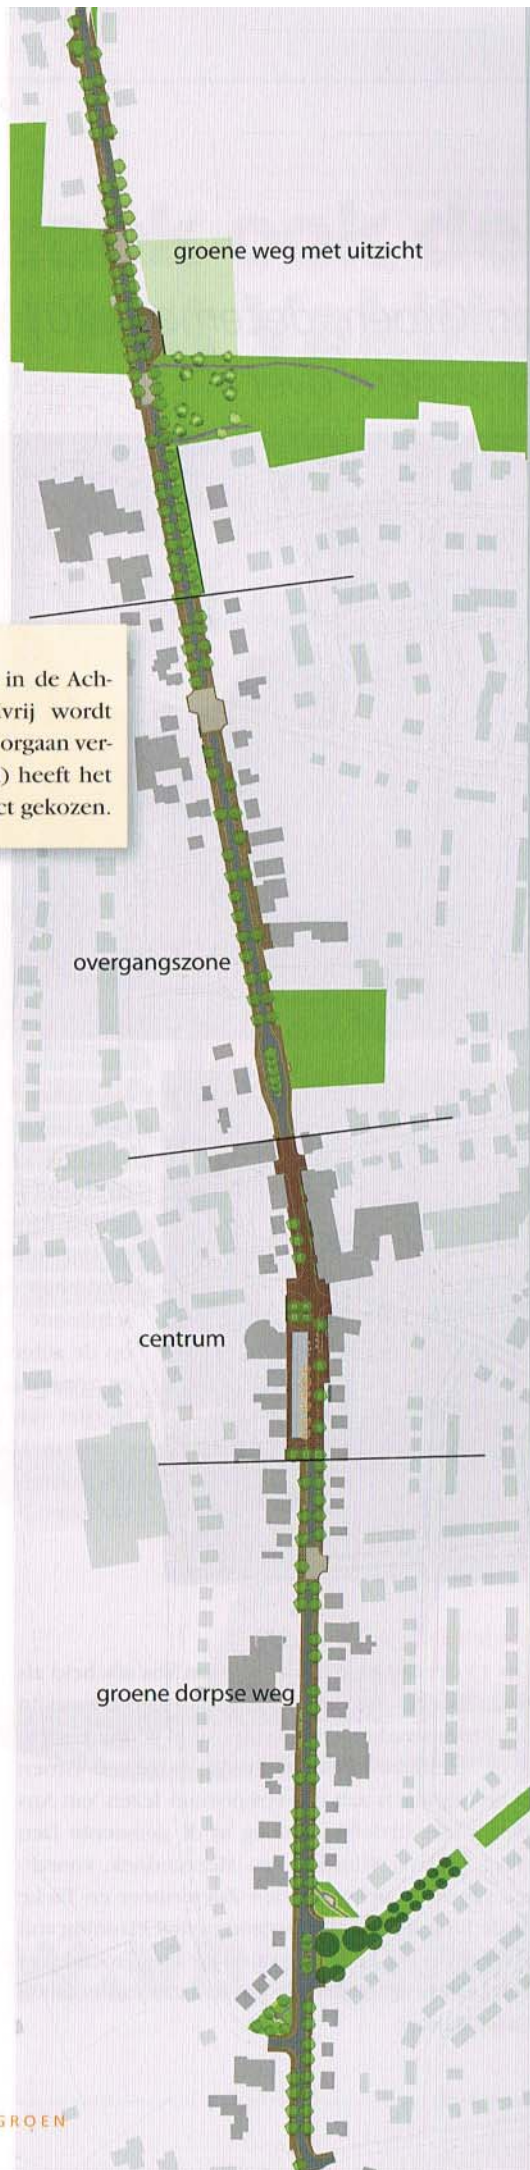 groene weg met uitzicht
in de Ach-
vrij wordt
orgaan ver-
) heeft het
ct gekozen.
overgangszone
centrum
groene dorpse weg
GROEN